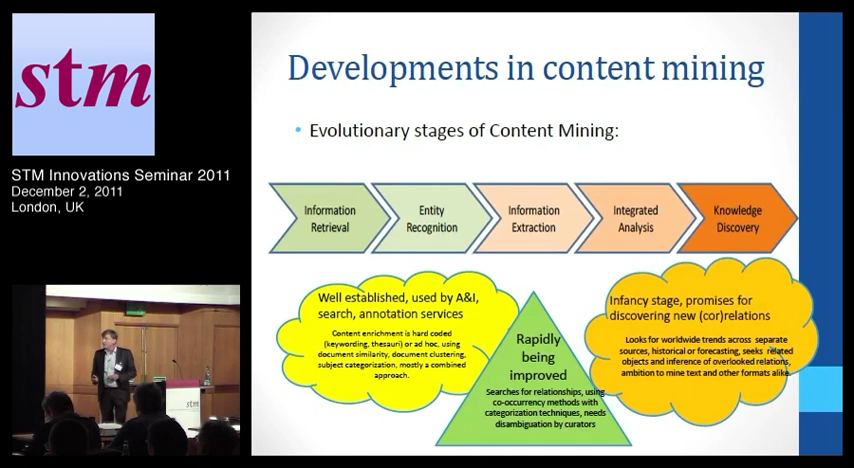 stm
STM Innovations Seminar 2011
December 2, 2011
London, UK
Developments in content mining
• Evolutionary stages of Content Mining:
Information
Retrieval
Entity
Recognition
Information
Extraction
Integrated
Analysis
Knowledge
Discovery
Well established, used by A&I,
search, annotation services
Content enrichment is hard coded
(keywording, thesauri) or ad hoc, using
document similarity, document clustering,
subject categorization, mostly a combined
approach.
Rapidly
being
improved
Searches for relationships, using
co-occurrency methods with
categorization techniques, needs
disambiguation by curators
Infancy stage, promises for
discovering new (cor)relations
Looks for worldwide trends across separate
sources, historical or forecasting, seeks related
objects and inference of overlooked relations,
ambition to mine text and other formats alike.
stm